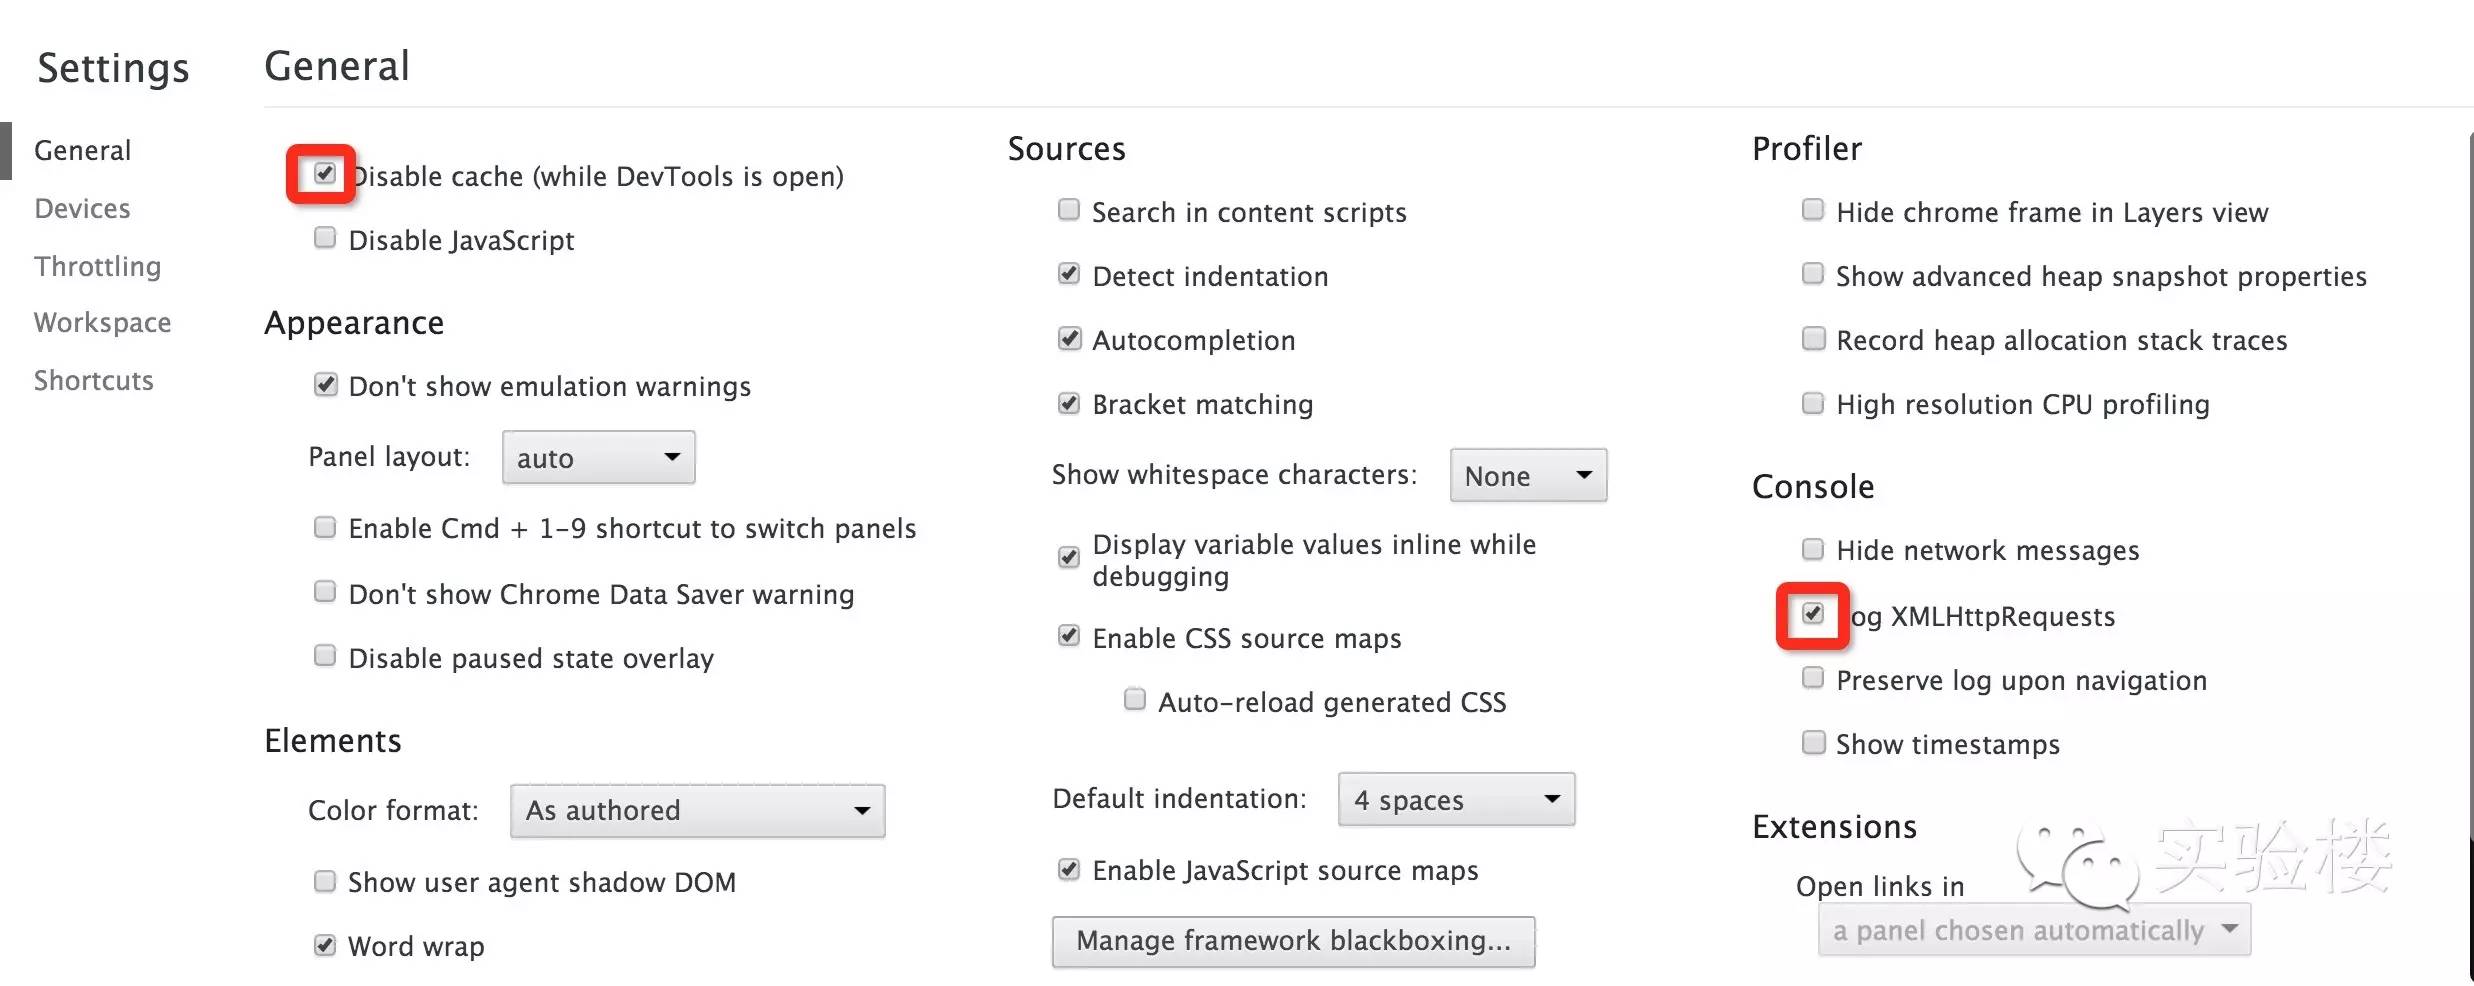 Settings
General
Devices
Throttling
Workspace
Shortcuts
General
Disable cache (while DevTools is open)
Disable JavaScript
Appearance
Don't show emulation warnings
Panel layout: auto
Enable Cmd + 1-9 shortcut to switch panels
Don't show Chrome Data Saver warning
Disable paused state overlay
Elements
Color format: As authored
Show user agent shadow DOM
Word wrap
Sources
Search in content scripts
Detect indentation
Autocompletion
Bracket matching
Show whitespace characters: None
Display variable values inline while
debugging
Enable CSS source maps
Auto-reload generated CSS
Default indentation: 4 spaces
Enable JavaScript source maps
Manage framework blackboxing...
Profiler
Hide chrome frame in Layers view
Show advanced heap snapshot properties
Record heap allocation stack traces
High resolution CPU profiling
Console
Hide network messages
og XMLHttpRequests
Preserve log upon navigation
Show timestamps
Extensions
Open links in
a panel chosen automatically
实验楼